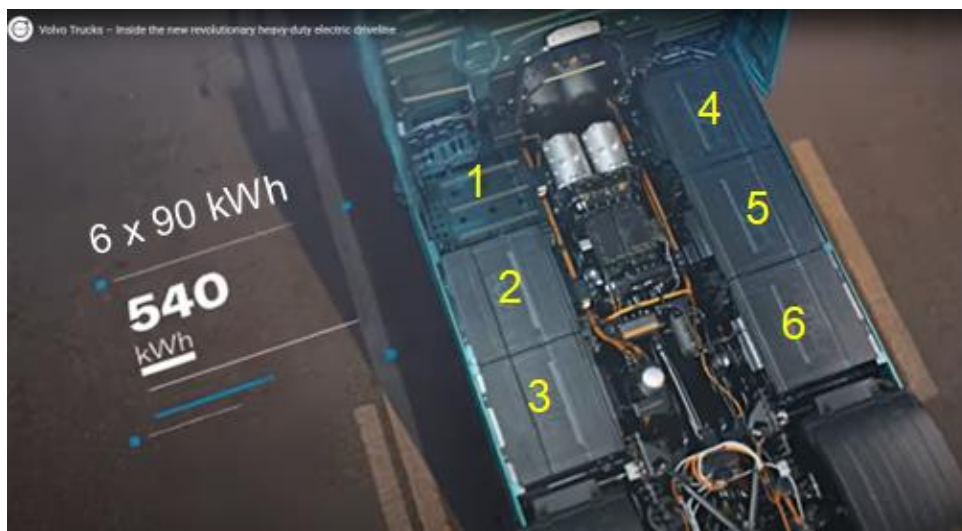 Volvo Trucks – Inside the new revolutionary heavy-duty electric driveline
6 x 90 kWh
540
kWh
1
2
3
4
5
6